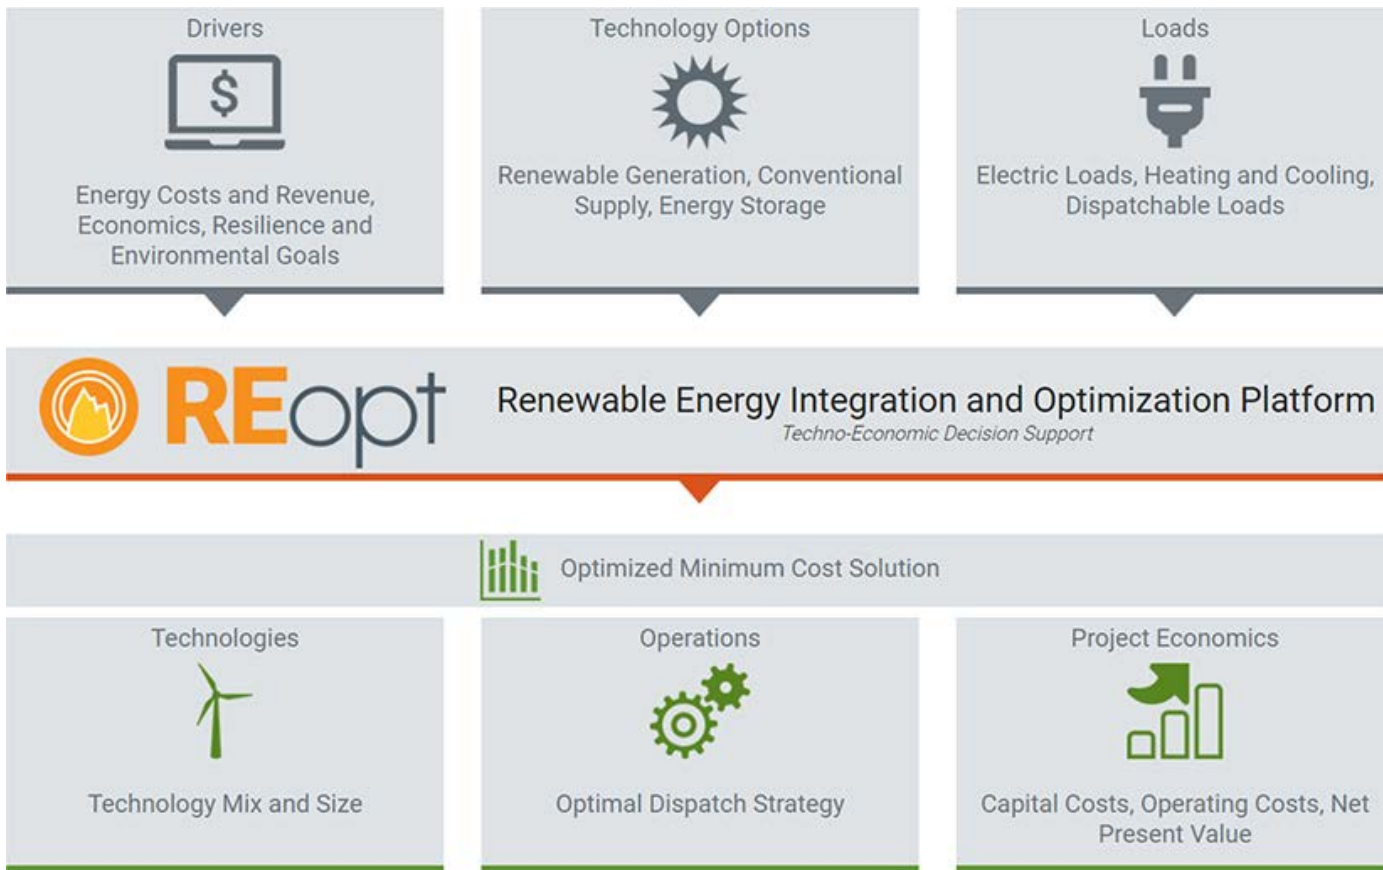 Drivers
$
Energy Costs and Revenue,
Economics, Resilience and
Environmental Goals
Technology Options
Renewable Generation, Conventional
Supply, Energy Storage
Loads
Electric Loads, Heating and Cooling,
Dispatchable Loads
REopt
Renewable Energy Integration and Optimization Platform
Techno-Economic Decision Support
Optimized Minimum Cost Solution
Technologies
Technology Mix and Size
Operations
Optimal Dispatch Strategy
Project Economics
Capital Costs, Operating Costs, Net
Present Value